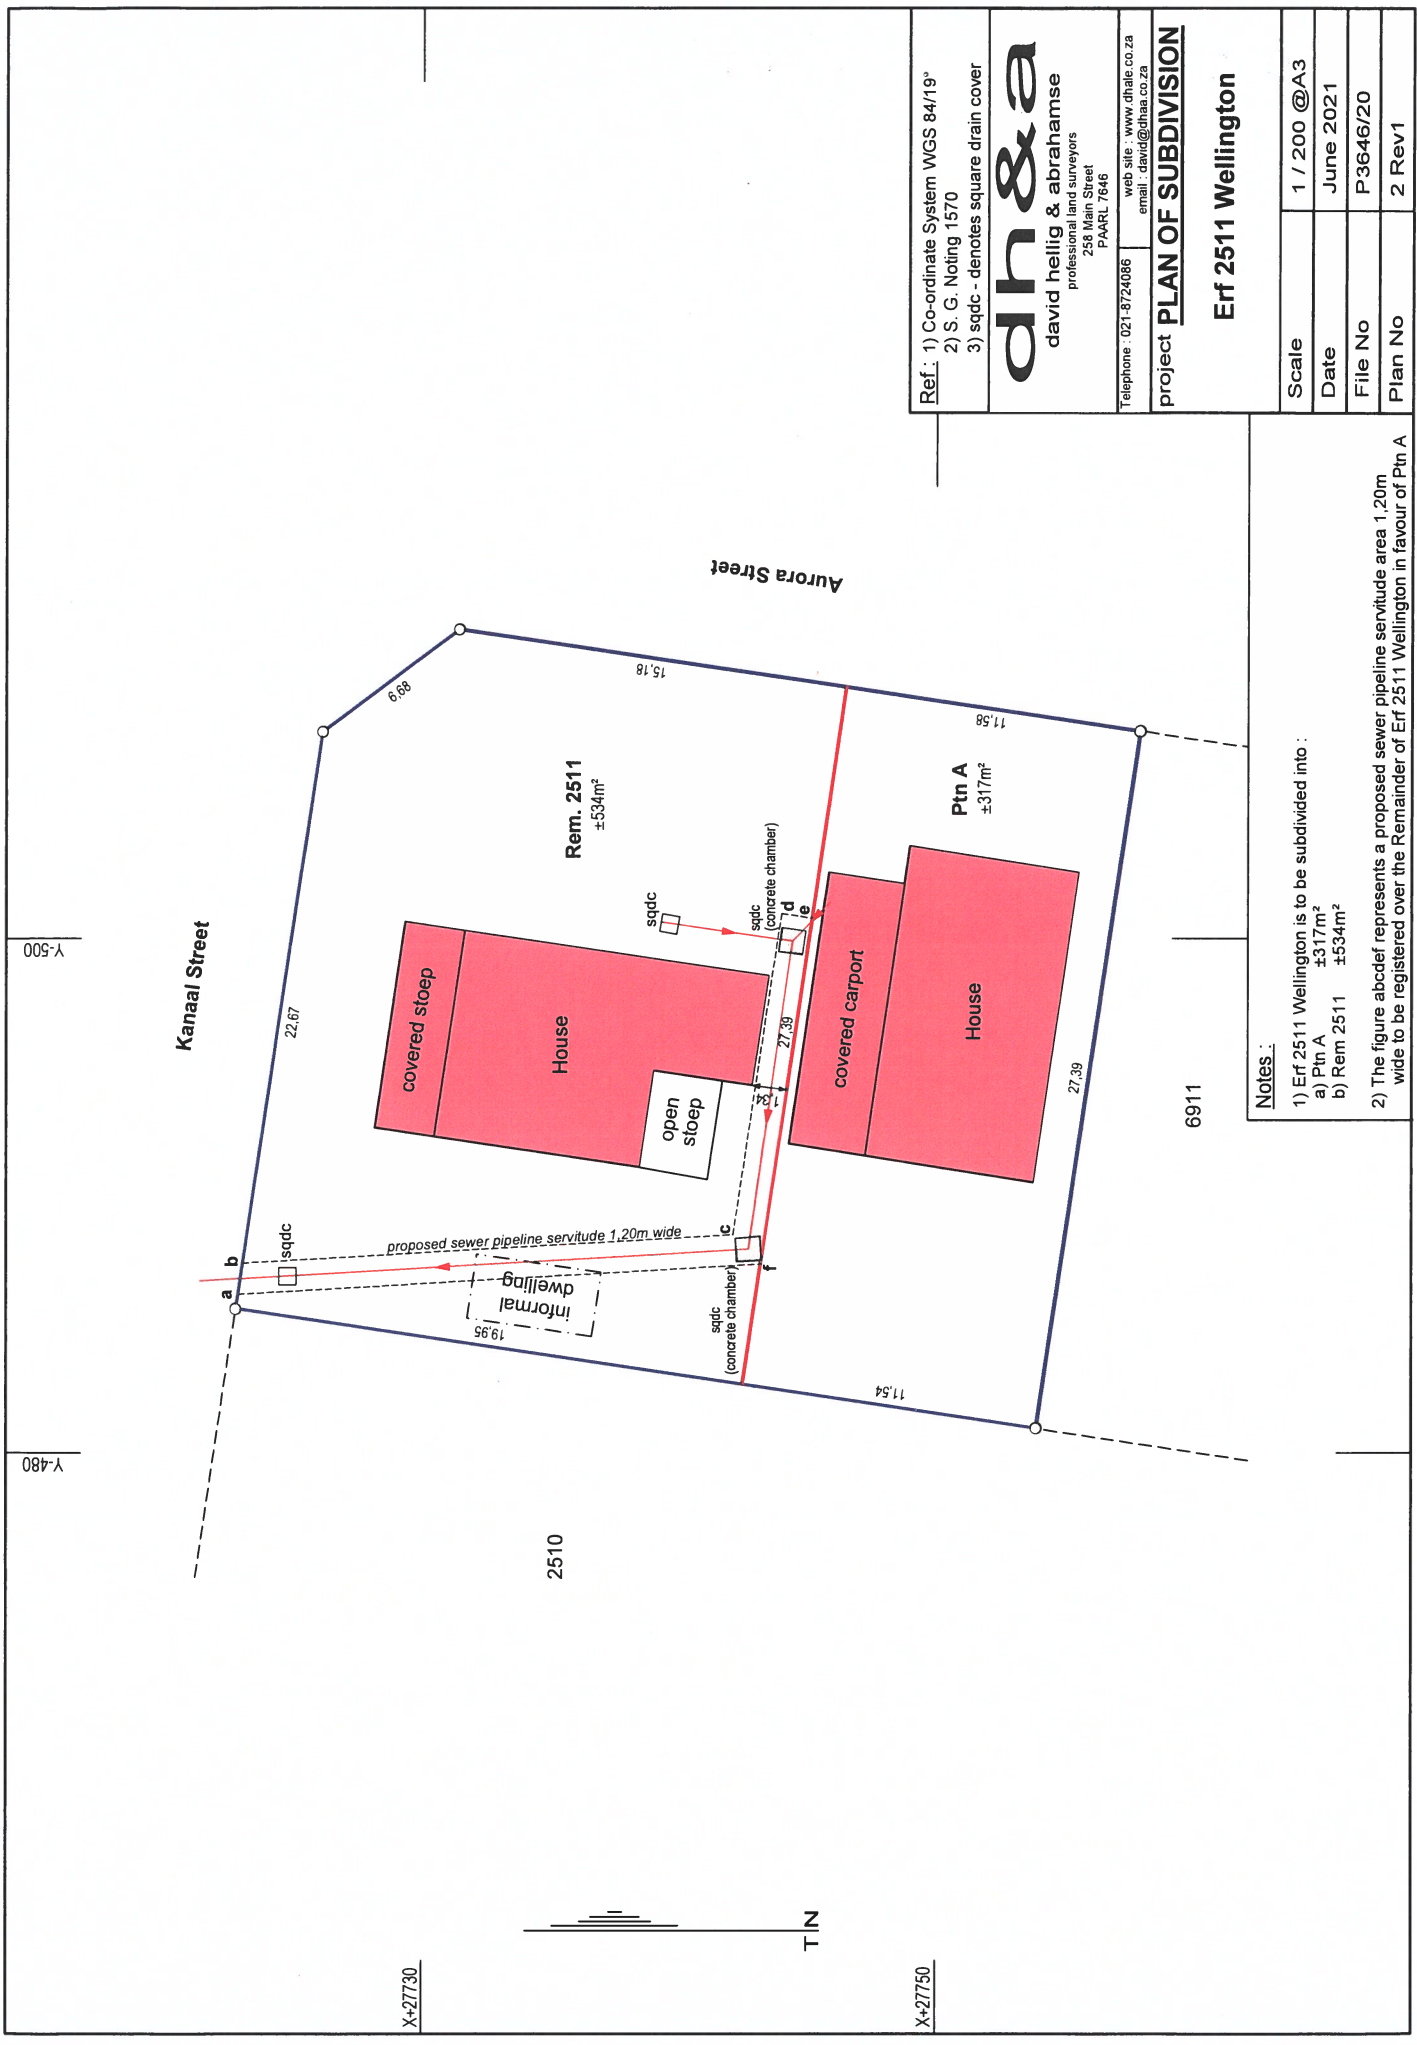 Y-500
Y-480
X+27730
X+27750
Kanaal Street
Aurora Street
22,67
6,68
15,18
11,58
27,39
11,54
19,95
a
b
sqdc
proposed sewer pipeline servitude 1,20m wide
informal
dwelling
covered stoep
House
open
stoep
Rem. 2511
±534m²
sqdc
sqdc
(concrete chamber)
d
e
c
f
sqdc
(concrete chamber)
1,34
27,39
covered carport
House
Ptn A
±317m²
2510
6911
T N
Notes :
1) Erf 2511 Wellington is to be subdivided into :
a) Ptn A ±317m²
b) Rem 2511 ±534m²
2) The figure abcdef represents a proposed sewer pipeline servitude area 1,20m
wide to be registered over the Remainder of Erf 2511 Wellington in favour of Ptn A
Ref : 1) Co-ordinate System WGS 84/19°
2) S. G. Noting 1570
3) sqdc - denotes square drain cover
dh&a
david hellig & abrahamse
professional land surveyors
258 Main Street
PAARL 7646
Telephone : 021-8724086
web site : www.dhale.co.za
email : david@dhaa.co.za
project PLAN OF SUBDIVISION
Erf 2511 Wellington
Scale 1 / 200 @A3
Date June 2021
File No P3646/20
Plan No 2 Rev1